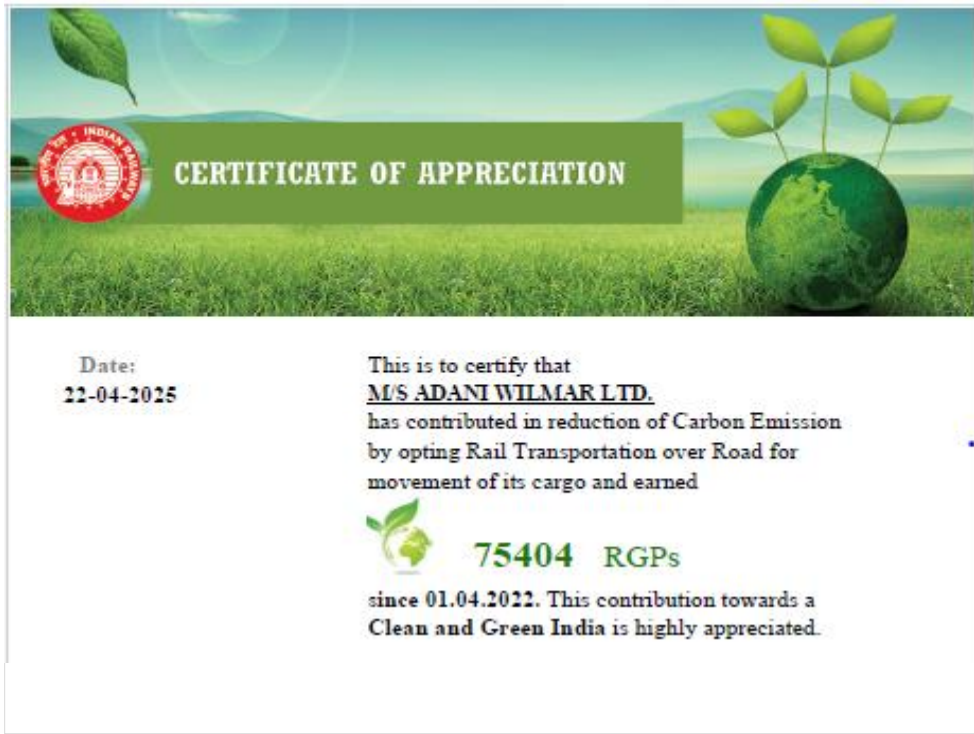 भारतीय रेल
INDIAN RAILWAYS
CERTIFICATE OF APPRECIATION
Date:
22-04-2025
This is to certify that
M/S ADANI WILMAR LTD.
has contributed in reduction of Carbon Emission
by opting Rail Transportation over Road for
movement of its cargo and earned
75404 RGPs
since 01.04.2022. This contribution towards a
Clean and Green India is highly appreciated.